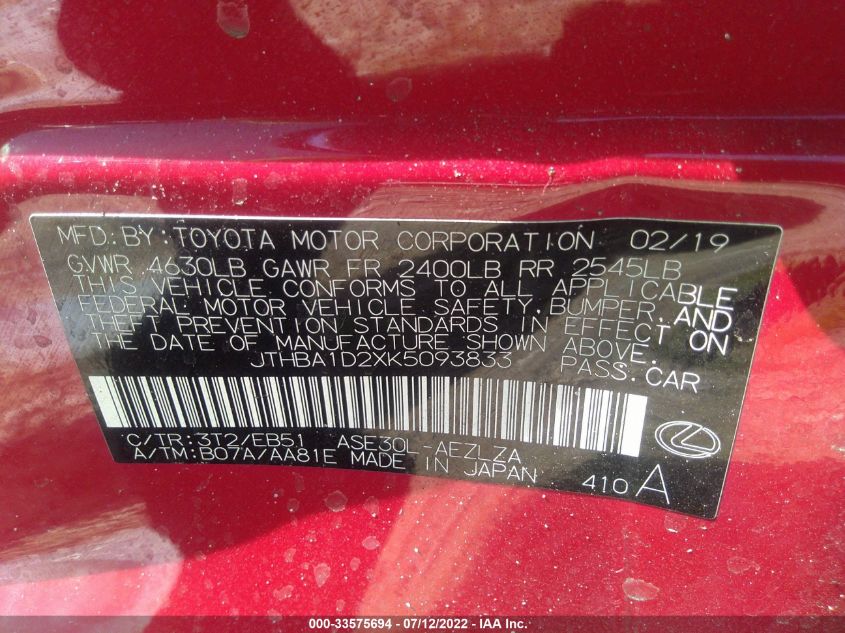 MFD. BY: TOYOTA MOTOR CORPORATION 02/19
GVWR 4630LB GAWR FR 2400LB RR 2545LB
THIS VEHICLE CONFORMS TO ALL APPLICABLE
FEDERAL MOTOR VEHICLE SAFETY, BUMPER, AND
THEFT PREVENTION STANDARDS IN EFFECT ON
THE DATE OF MANUFACTURE SHOWN ABOVE.
JTHBA1D2XK5093833 PASS. CAR
C/TR: 3T2/EB51 ASE30L-AEZLZA
A/TM: B07A/AA81E MADE IN JAPAN 410 A
000-33575694 - 07/12/2022 - IAA Inc.